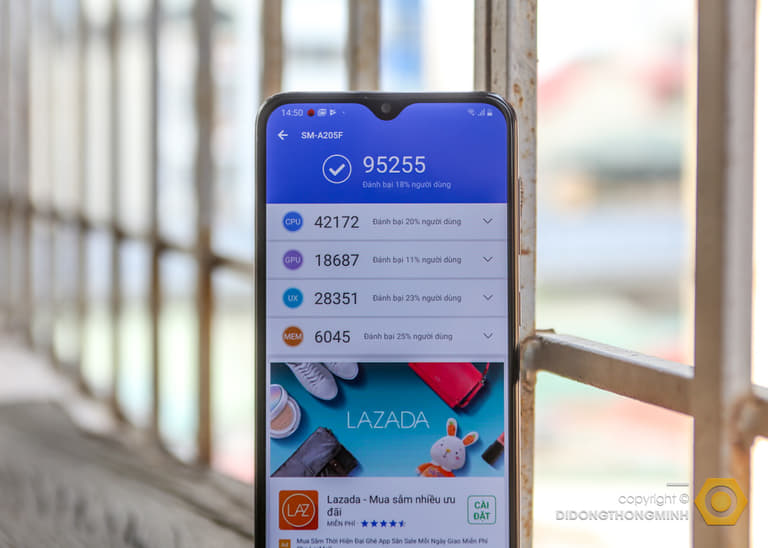 14:50
SM-A205F
95255
Đánh bại 18% người dùng
CPU 42172 Đánh bại 20% người dùng
GPU 18687 Đánh bại 11% người dùng
UX 28351 Đánh bại 23% người dùng
MEM 6045 Đánh bại 25% người dùng
LAZADA
LAZ
Lazada - Mua sắm nhiều ưu
đãi
MIỄN PHÍ
CÀI
ĐẶT
Ad Mua Sắm Thời Hiện Đại Ghé App Săn Sale Mỗi Ngày Giao Miễn Phí
copyright ©
DIDONGTHONGMINH